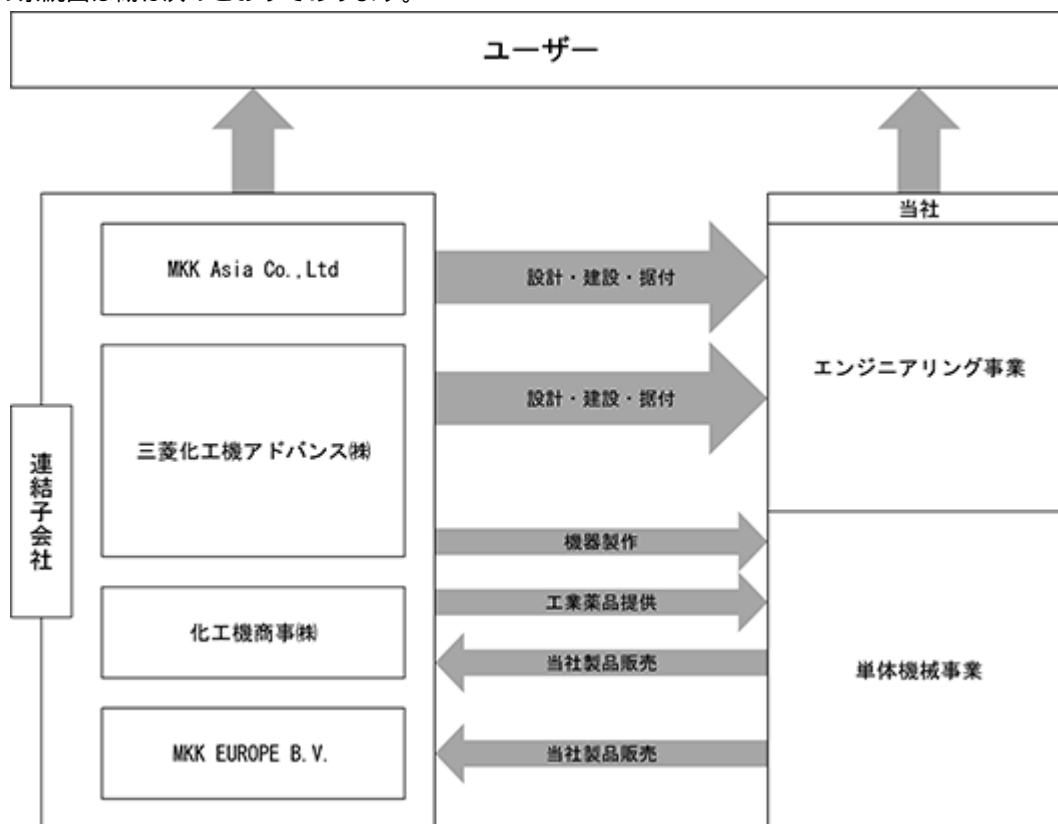 ユーザー
当社
MKK Asia Co.,Ltd
設計・建設・据付
エンジニアリング事業
設計・建設・据付
三菱化工機アドバンス㈱
連結子会社
機器製作
工業薬品提供
化工機商事㈱
当社製品販売
単体機械事業
MKK EUROPE B.V.
当社製品販売